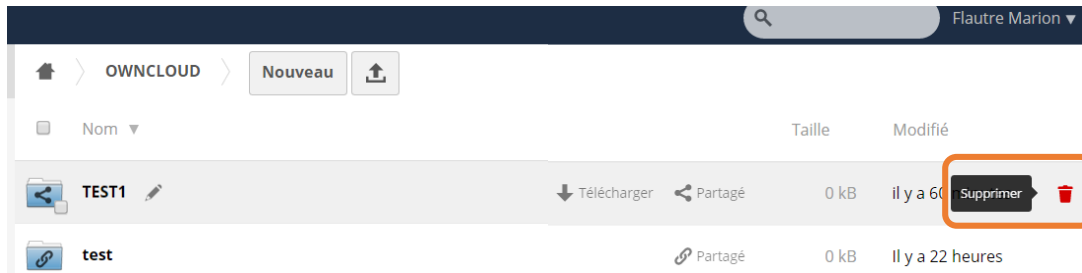 Flautre Marion ▼
OWNCLOUD Nouveau
Nom ▼ Taille Modifié
TEST1 Télécharger Partagé 0 kB il y a 60 Supprimer
test Partagé 0 kB Il y a 22 heures